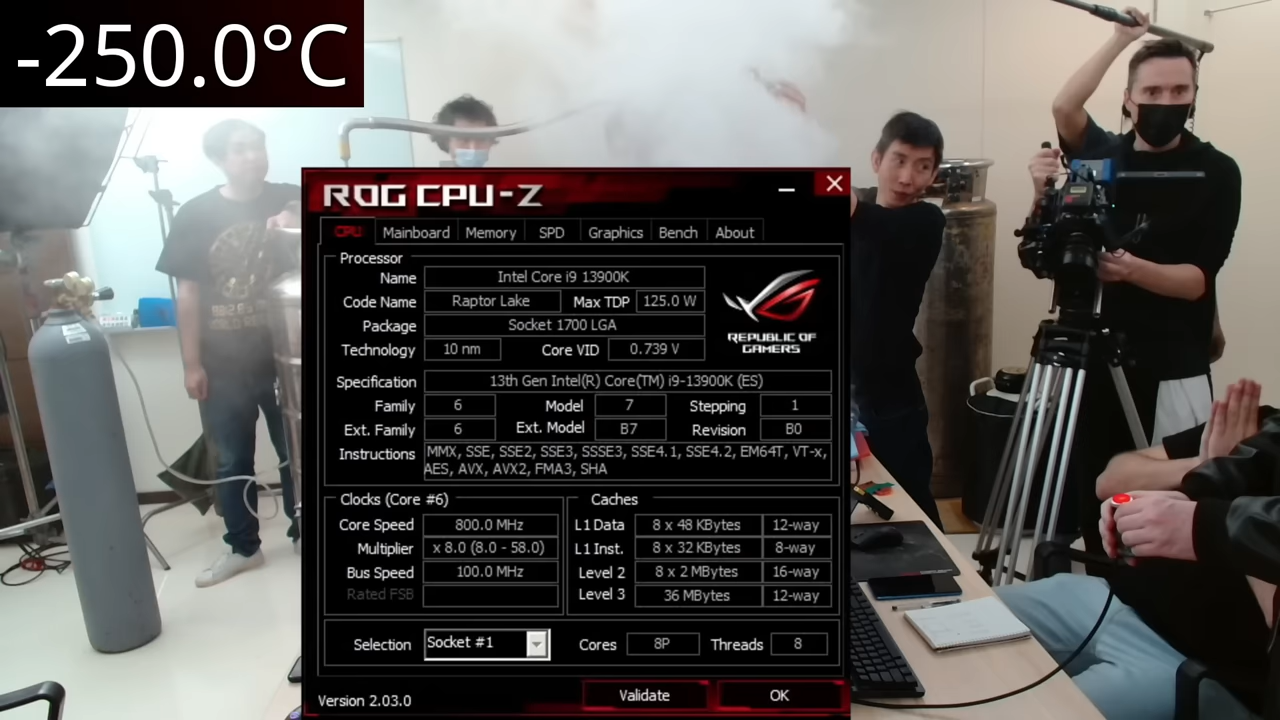 -250.0°C
ROG CPU-Z
CPU Mainboard Memory SPD Graphics Bench About
Processor
Name Intel Core i9 13900K
Code Name Raptor Lake Max TDP 125.0 W
Package Socket 1700 LGA
Technology 10 nm Core VID 0.739 V
REPUBLIC OF
GAMERS
Specification 13th Gen Intel(R) Core(TM) i9-13900K (ES)
Family 6 Model 7 Stepping 1
Ext. Family 6 Ext. Model B7 Revision B0
Instructions MMX, SSE, SSE2, SSE3, SSSE3, SSE4.1, SSE4.2, EM64T, VT-x,
AES, AVX, AVX2, FMA3, SHA
Clocks (Core #6) Caches
Core Speed 800.0 MHz L1 Data 8 x 48 KBytes 12-way
Multiplier x 8.0 (8.0 - 58.0) L1 Inst. 8 x 32 KBytes 8-way
Bus Speed 100.0 MHz Level 2 8 x 2 MBytes 16-way
Rated FSB Level 3 36 MBytes 12-way
Selection Socket #1 Cores 8P Threads 8
Version 2.03.0 Validate OK